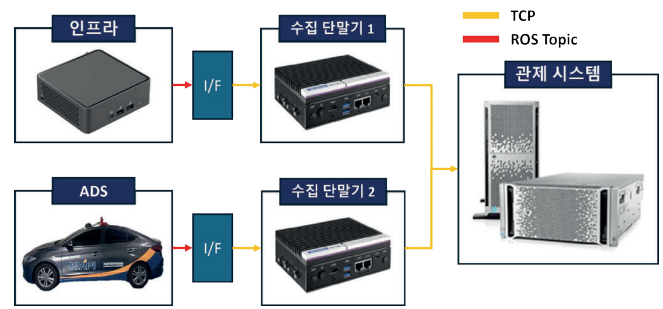 인프라
I/F
수집 단말기 1
TCP
ROS Topic
관제 시스템
ADS
I/F
수집 단말기 2